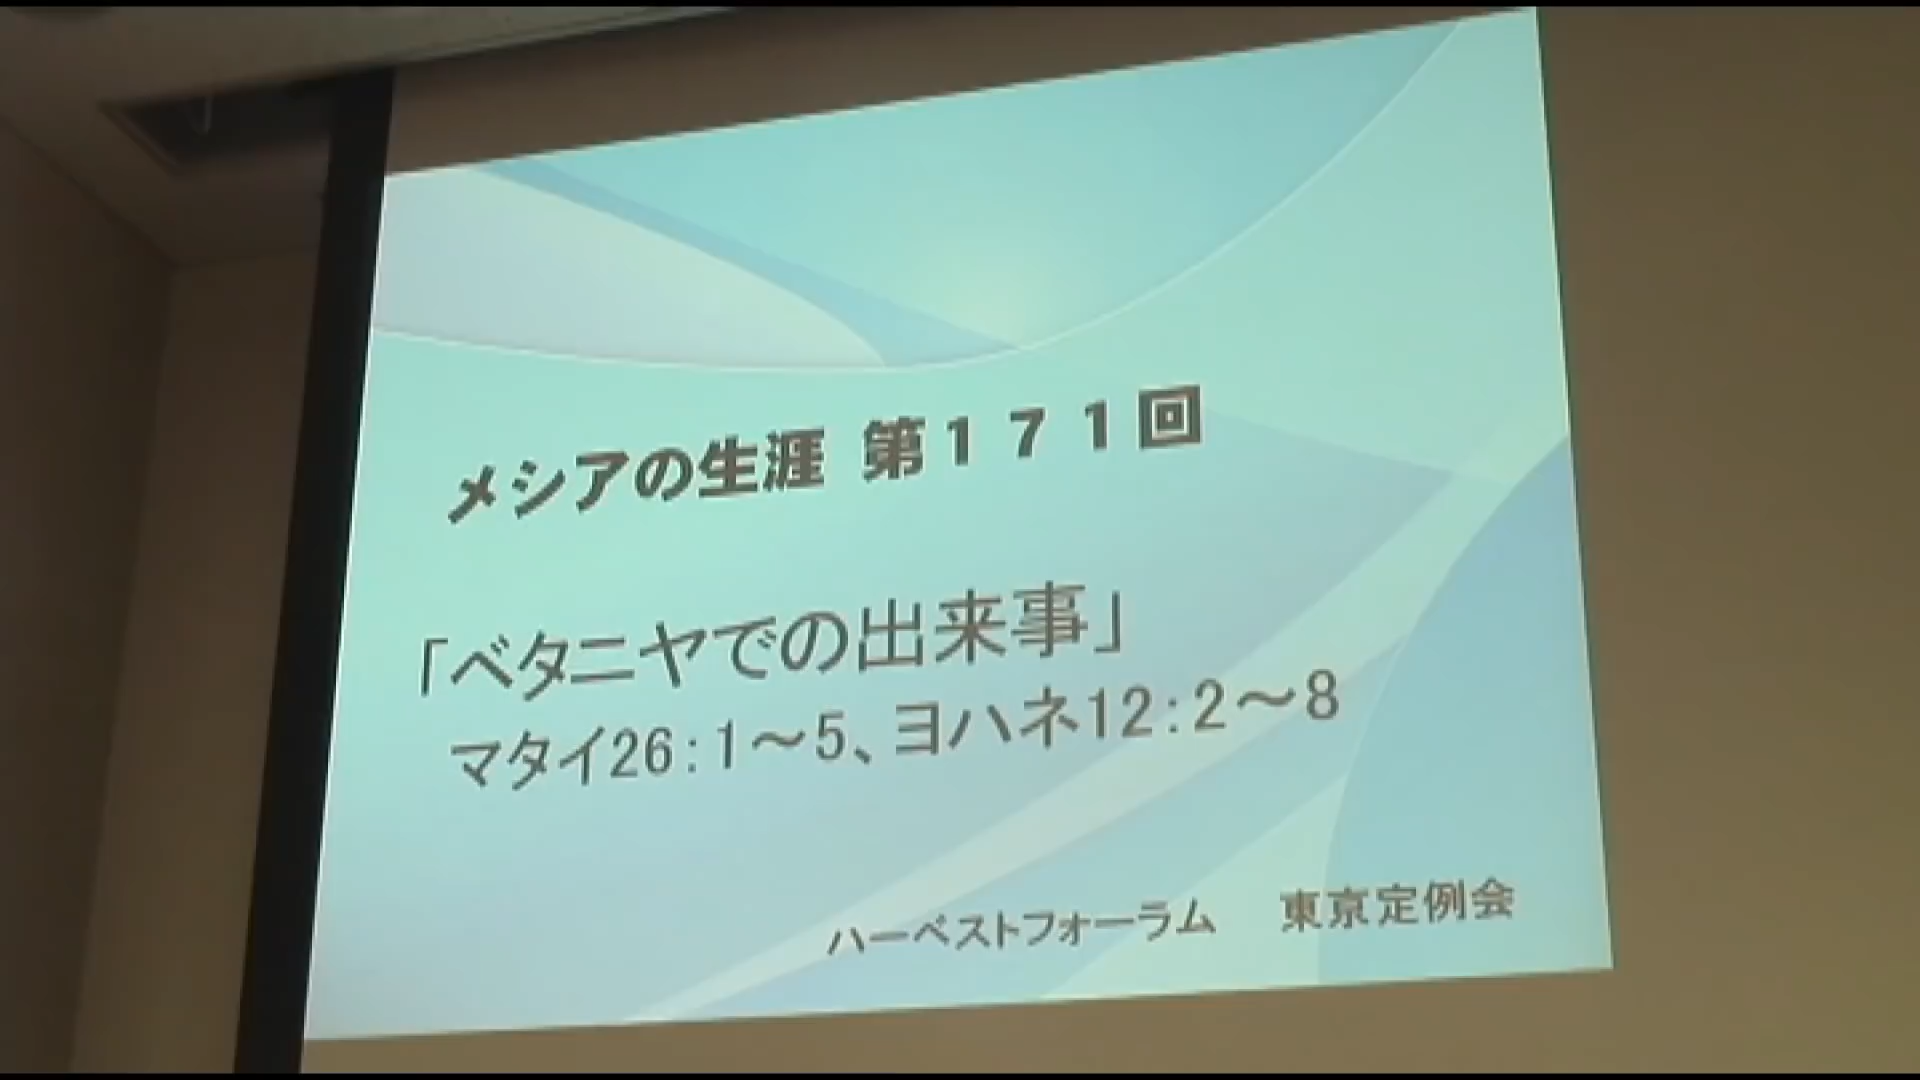 メシアの生涯 第１７１回
「ベタニヤでの出来事」
マタイ26：1～5、ヨハネ12：2～8
ハーベストフォーラム　東京定例会